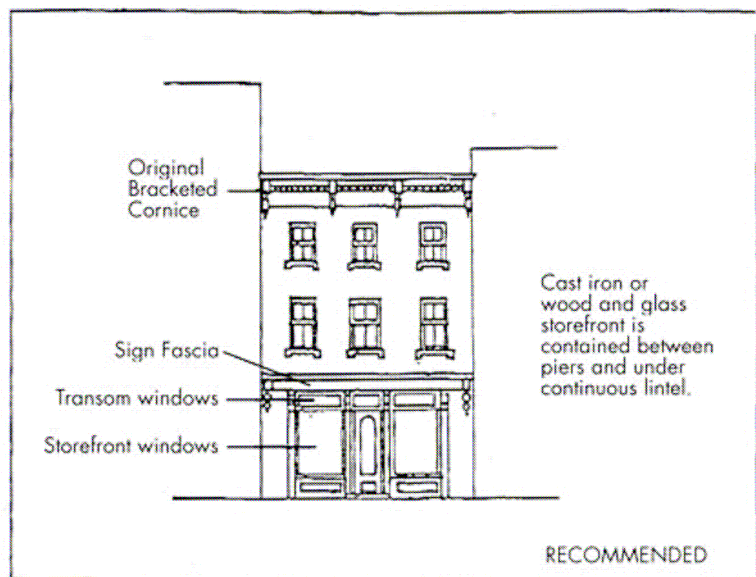 Original
Bracketed
Cornice
Cast iron or
wood and glass
storefront is
contained between
piers and under
continuous lintel.
Sign Fascia
Transom windows
Storefront windows
RECOMMENDED